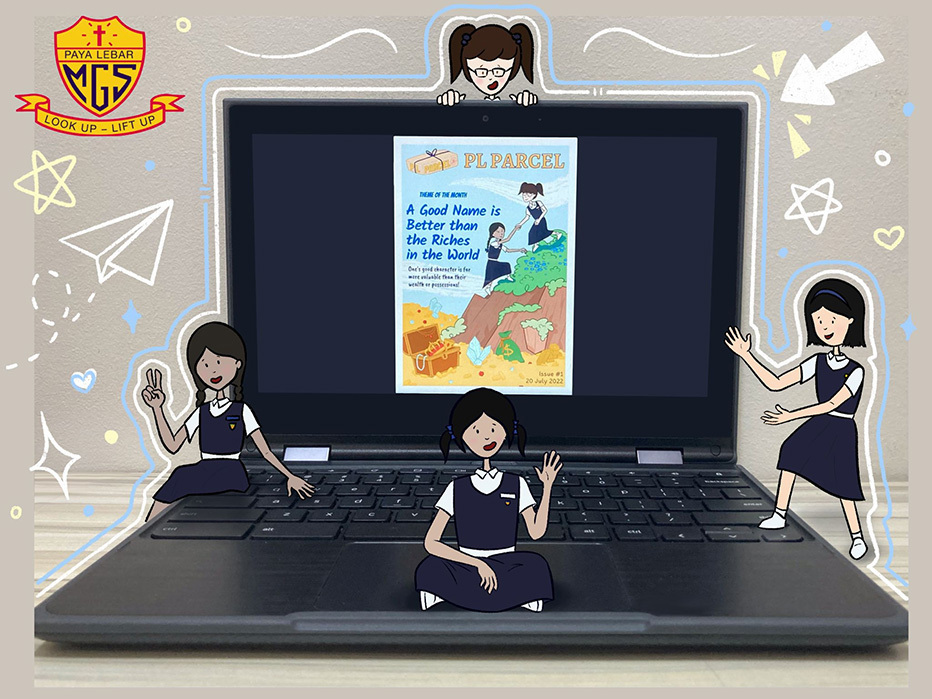 PAYA LEBAR
MGS
LOOK UP – LIFT UP
PL PARCEL
THEME OF THE MONTH
A Good Name is
Better than
the Riches
in the World
One's good character is far
more valuable than their
wealth or possessions!
Issue #1
20 July 2022